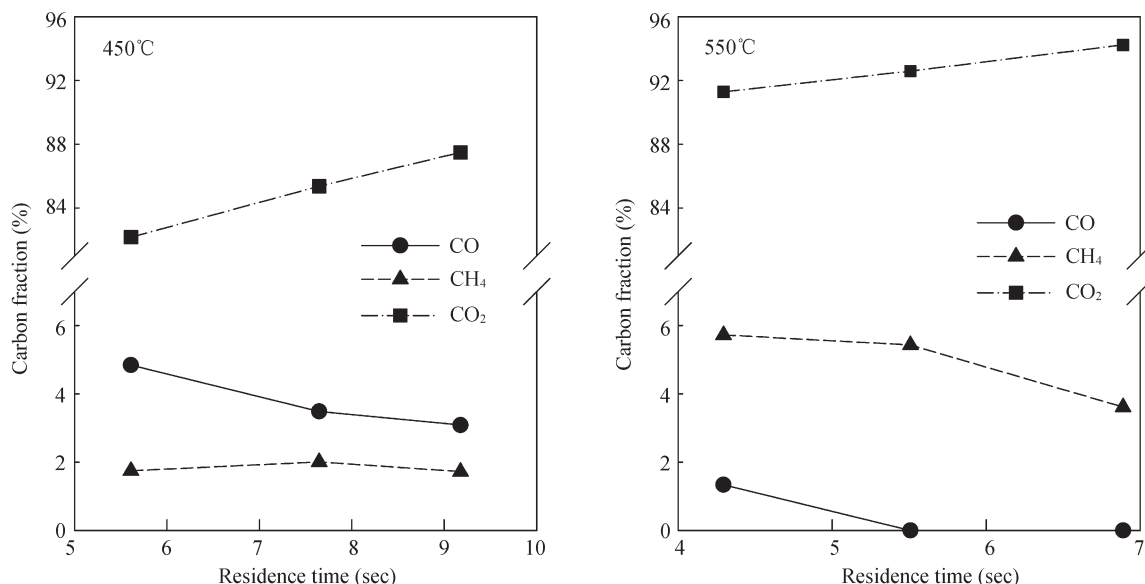 96
92
88
84
6
4
2
0
Carbon fraction (%)
450℃
CO
CH₄
CO₂
5 6 7 8 9 10
Residence time (sec)
96
92
88
84
6
4
2
0
Carbon fraction (%)
550℃
CO
CH₄
CO₂
4 5 6 7
Residence time (sec)